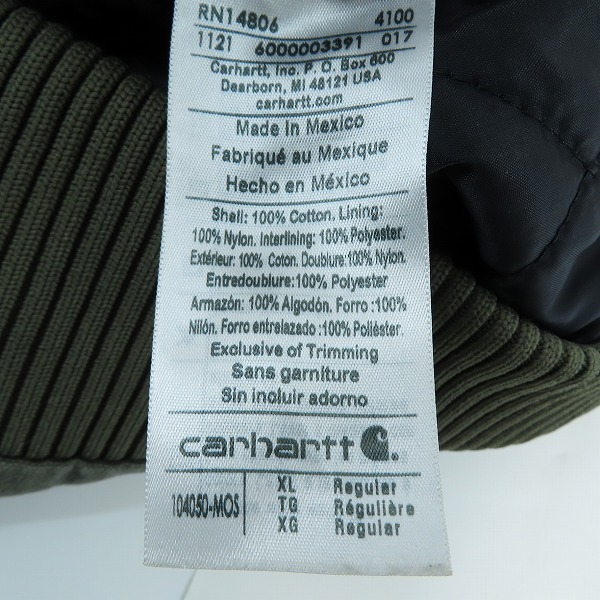 RN14806 4100
1121 6000003391 017
Carhartt, Inc. P. O. Box 600
Dearborn, MI 48121 USA
carhartt.com
Made in Mexico
Fabriqué au Mexique
Hecho en México
Shell: 100% Cotton. Lining:
100% Nylon. Interlining: 100% Polyester.
Extérieur: 100% Coton. Doublure:100% Nylon.
Entredoublure:100% Polyester
Armazón: 100% Algodón. Forro :100%
Nilón. Forro entrelazado :100% Poliéster.
Exclusive of Trimming
Sans garniture
Sin incluir adorno
carhartt
104050-MOS
XL Regular
TG Régulière
XG Regular